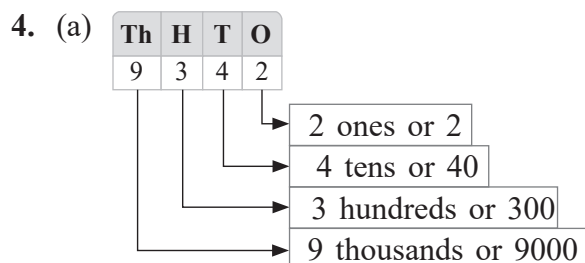 4. (a) Th H T O
9 3 4 2
2 ones or 2
4 tens or 40
3 hundreds or 300
9 thousands or 9000